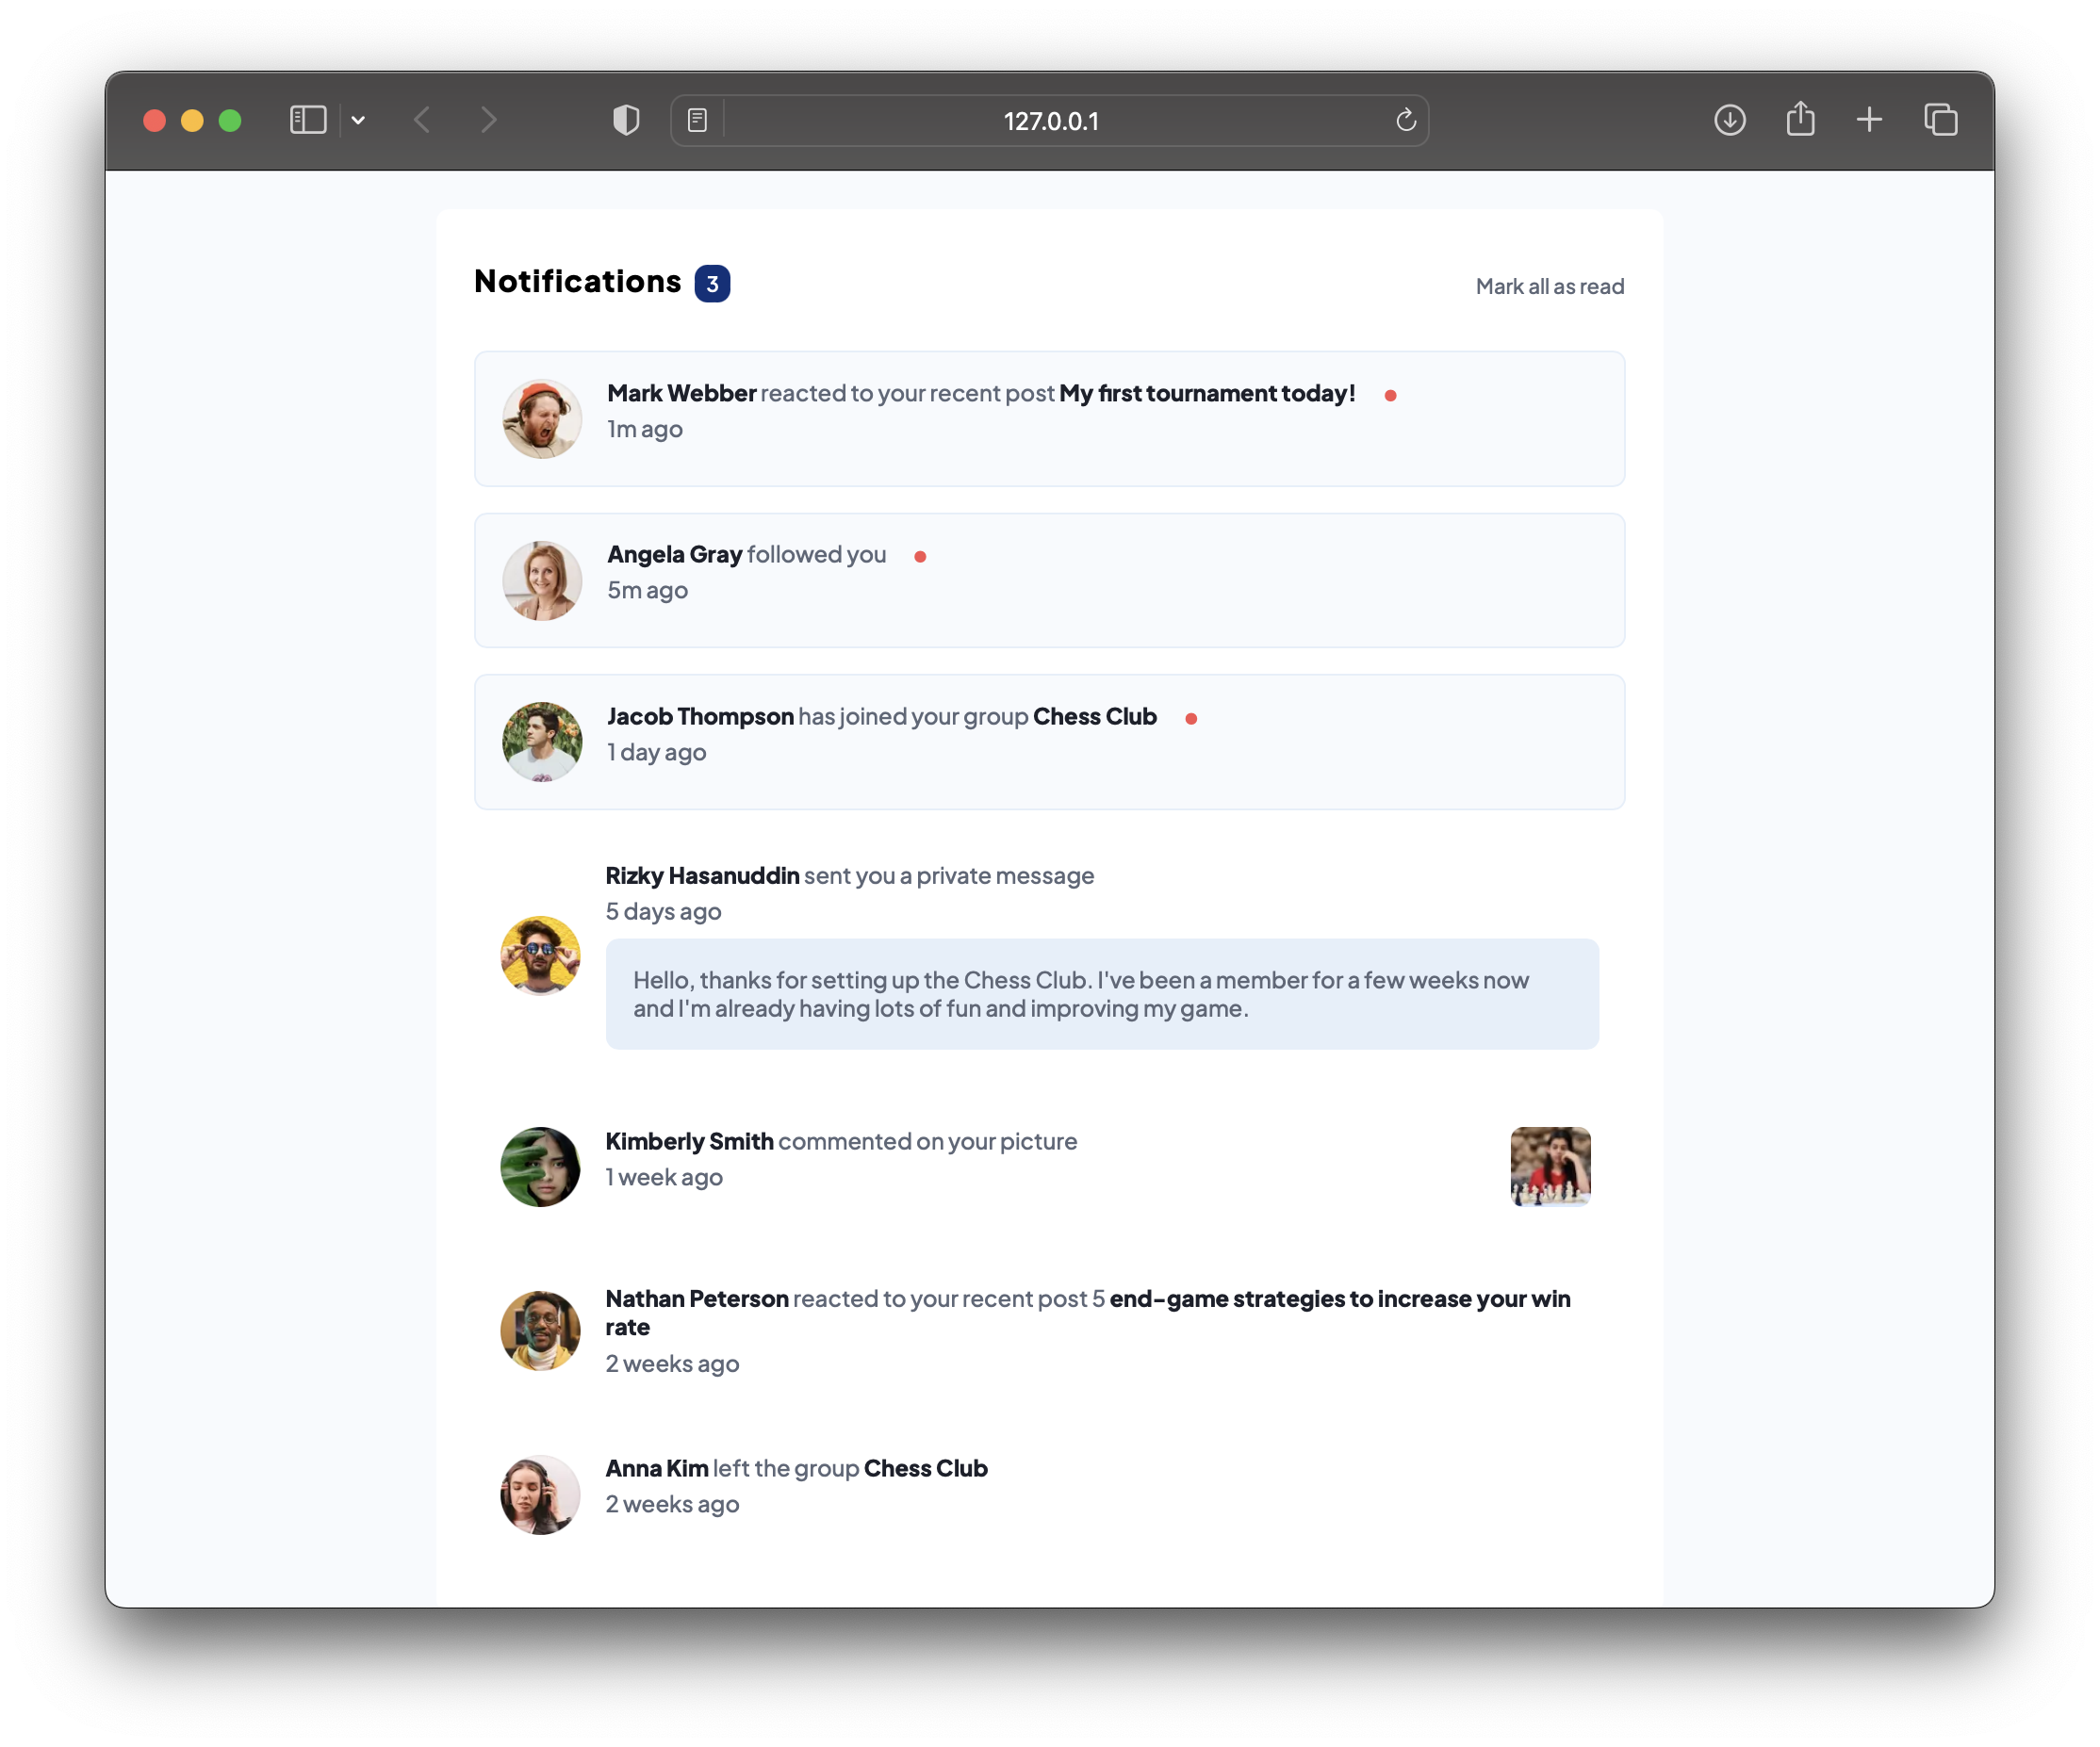 127.0.0.1
Notifications 3
Mark all as read
Mark Webber reacted to your recent post My first tournament today!
1m ago
Angela Gray followed you
5m ago
Jacob Thompson has joined your group Chess Club
1 day ago
Rizky Hasanuddin sent you a private message
5 days ago
Hello, thanks for setting up the Chess Club. I've been a member for a few weeks now
and I'm already having lots of fun and improving my game.
Kimberly Smith commented on your picture
1 week ago
Nathan Peterson reacted to your recent post 5 end-game strategies to increase your win
rate
2 weeks ago
Anna Kim left the group Chess Club
2 weeks ago